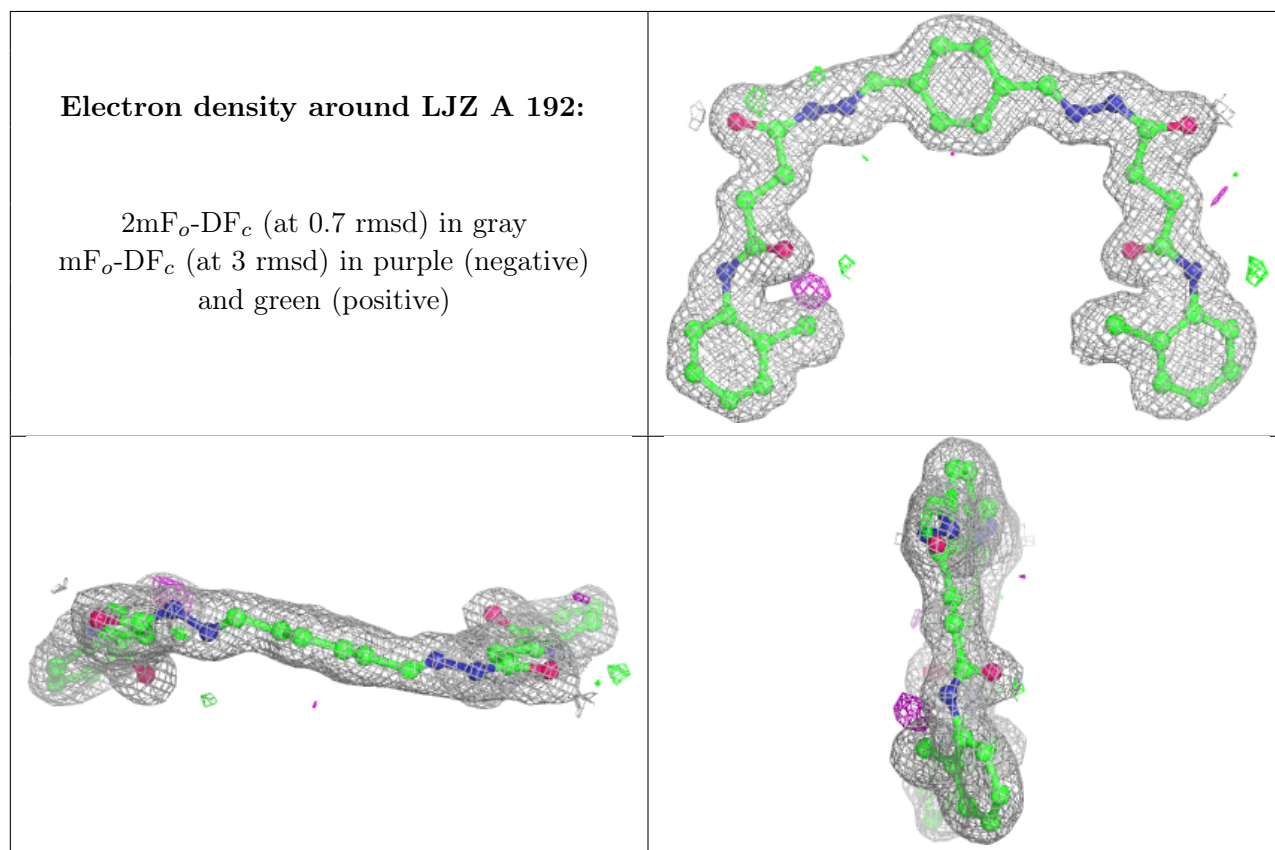 Electron density around LJZ A 192:
2mFₒ-DF𝒸 (at 0.7 rmsd) in gray
mFₒ-DF𝒸 (at 3 rmsd) in purple (negative)
and green (positive)